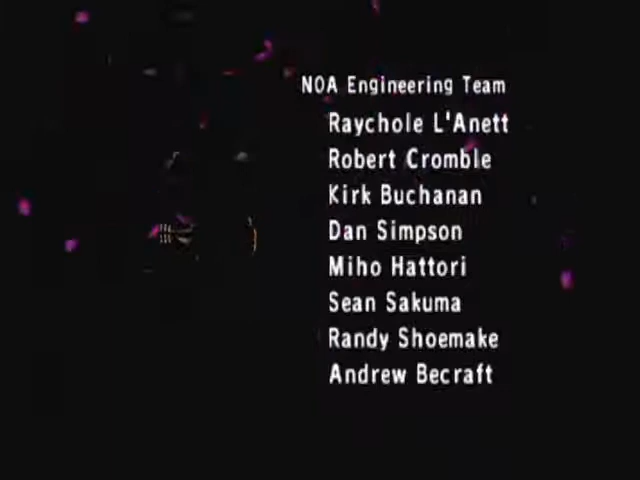 NOA Engineering Team
Raychole L'Anett
Robert Cromble
Kirk Buchanan
Dan Simpson
Miho Hattori
Sean Sakuma
Randy Shoemake
Andrew Becraft